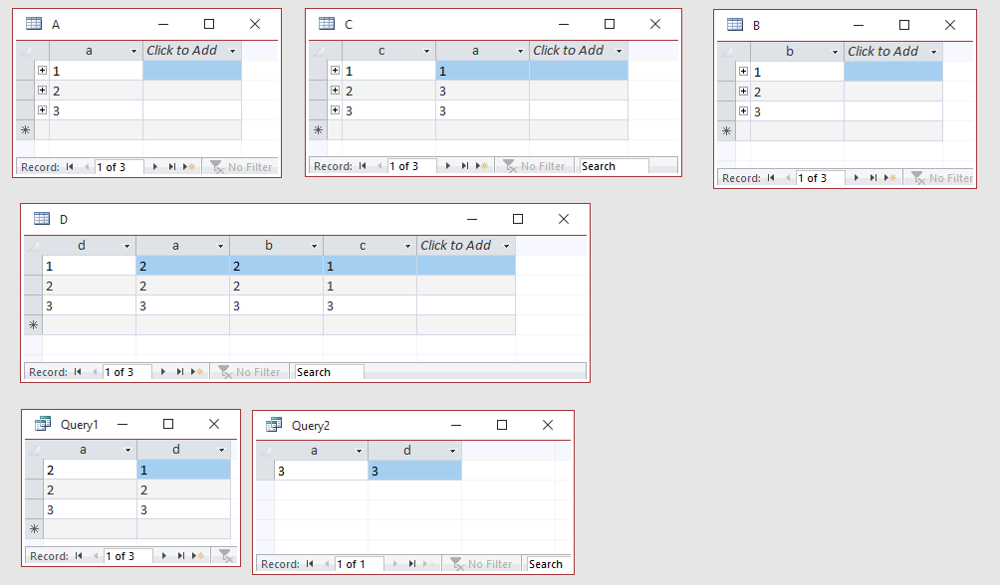 A
a Click to Add
1
2
3
Record: 1 of 3 No Filter
C
c a Click to Add
1 1
2 3
3 3
Record: 1 of 3 No Filter Search
B
b Click to Add
1
2
3
Record: 1 of 3 No Filter
D
d a b c Click to Add
1 2 2 1
2 2 2 1
3 3 3 3
Record: 1 of 3 No Filter Search
Query1
a d
2 1
2 2
3 3
Record: 1 of 3
Query2
a d
3 3
Record: 1 of 1 No Filter Search